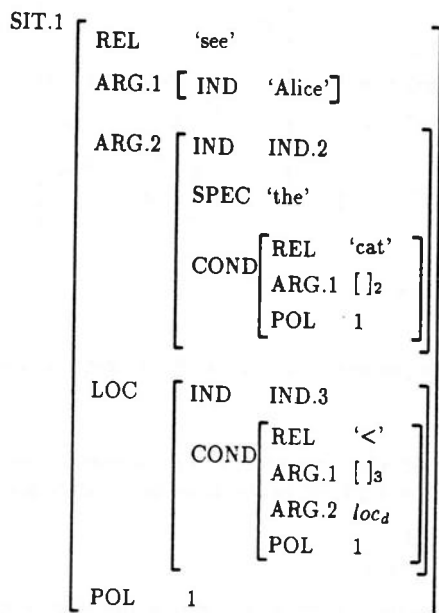 SIT.1
REL ‘see’
ARG.1 [ IND ‘Alice’]
ARG.2 IND IND.2
SPEC ‘the’
COND REL ‘cat’
ARG.1 [ ]₂
POL 1
LOC IND IND.3
COND REL ‘<’
ARG.1 [ ]₃
ARG.2 loc_d
POL 1
POL 1